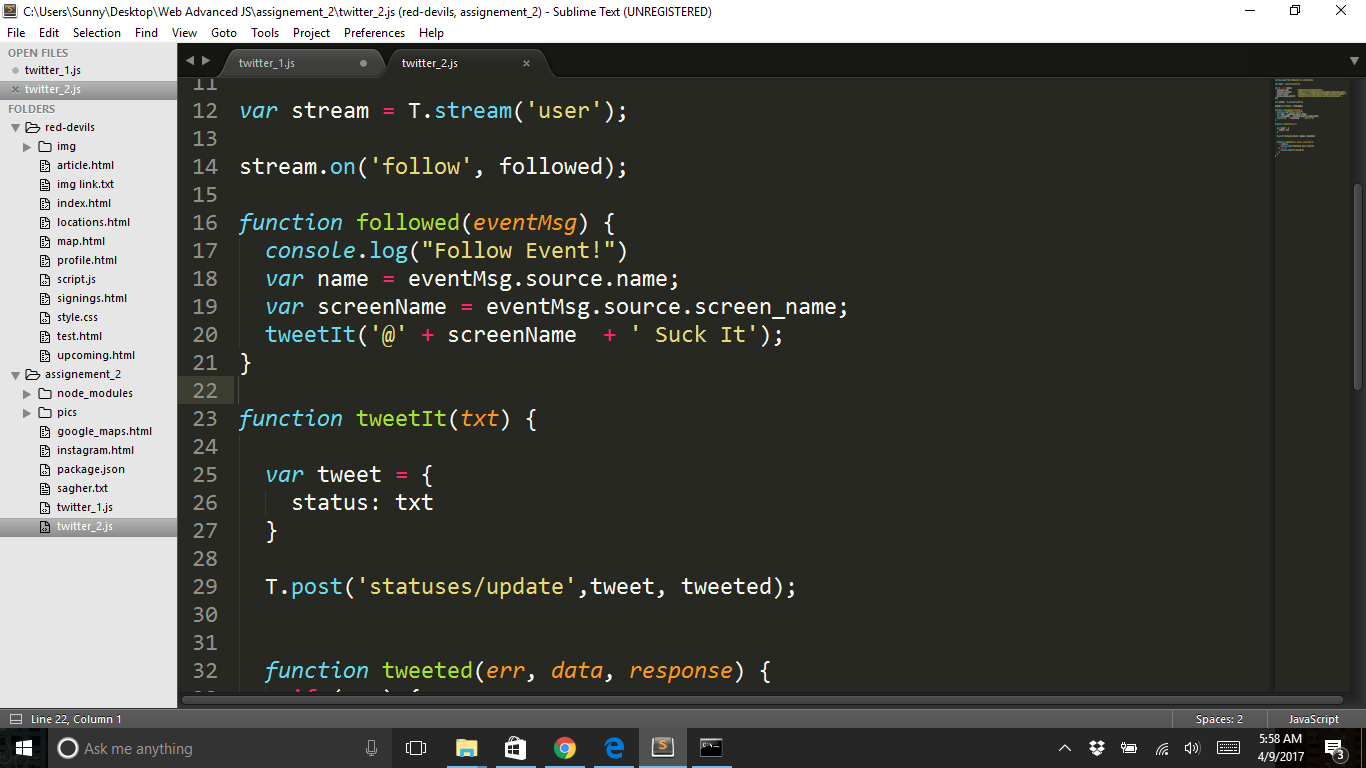 C:\Users\Sunny\Desktop\Web Advanced JS\assignement_2\twitter_2.js (red-devils, assignement_2) - Sublime Text (UNREGISTERED)
File Edit Selection Find View Goto Tools Project Preferences Help
OPEN FILES
twitter_1.js
twitter_2.js
FOLDERS
red-devils
img
article.html
img link.txt
index.html
locations.html
map.html
profile.html
script.js
signings.html
style.css
test.html
upcoming.html
assignement_2
node_modules
pics
google_maps.html
instagram.html
package.json
sagher.txt
twitter_1.js
twitter_2.js
twitter_1.js twitter_2.js
11
12 var stream = T.stream('user');
13
14 stream.on('follow', followed);
15
16 function followed(eventMsg) {
17   console.log("Follow Event!")
18   var name = eventMsg.source.name;
19   var screenName = eventMsg.source.screen_name;
20   tweetIt('@' + screenName  + ' Suck It');
21 }
22
23 function tweetIt(txt) {
24
25   var tweet = {
26     status: txt
27   }
28
29   T.post('statuses/update',tweet, tweeted);
30
31
32   function tweeted(err, data, response) {
Line 22, Column 1 Spaces: 2 JavaScript
Ask me anything
5:58 AM
4/9/2017
3